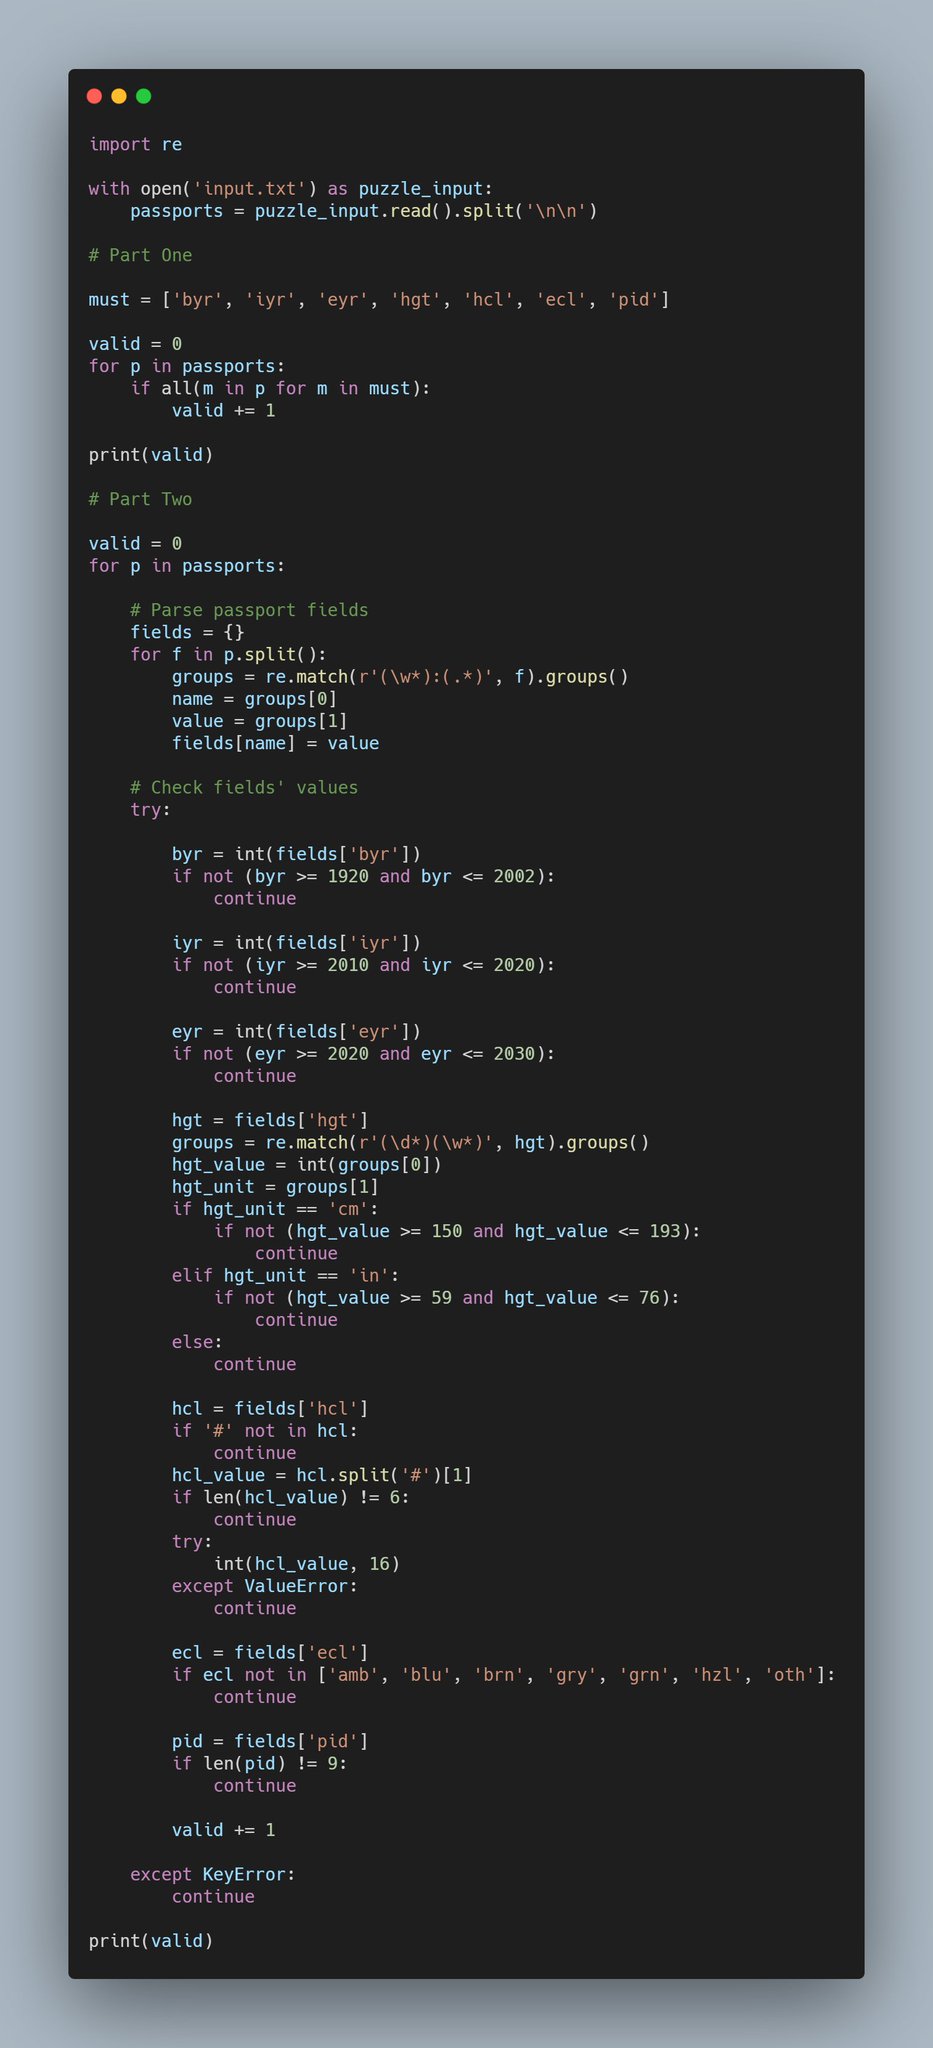 import re
with open('input.txt') as puzzle_input:
    passports = puzzle_input.read().split('\n\n')
# Part One
must = ['byr', 'iyr', 'eyr', 'hgt', 'hcl', 'ecl', 'pid']
valid = 0
for p in passports:
    if all(m in p for m in must):
        valid += 1
print(valid)
# Part Two
valid = 0
for p in passports:
    # Parse passport fields
    fields = {}
    for f in p.split():
        groups = re.match(r'(\w*):(.*)', f).groups()
        name = groups[0]
        value = groups[1]
        fields[name] = value
    # Check fields' values
    try:
        byr = int(fields['byr'])
        if not (byr >= 1920 and byr <= 2002):
            continue
        iyr = int(fields['iyr'])
        if not (iyr >= 2010 and iyr <= 2020):
            continue
        eyr = int(fields['eyr'])
        if not (eyr >= 2020 and eyr <= 2030):
            continue
        hgt = fields['hgt']
        groups = re.match(r'(\d*)(\w*)', hgt).groups()
        hgt_value = int(groups[0])
        hgt_unit = groups[1]
        if hgt_unit == 'cm':
            if not (hgt_value >= 150 and hgt_value <= 193):
                continue
        elif hgt_unit == 'in':
            if not (hgt_value >= 59 and hgt_value <= 76):
                continue
        else:
            continue
        hcl = fields['hcl']
        if '#' not in hcl:
            continue
        hcl_value = hcl.split('#')[1]
        if len(hcl_value) != 6:
            continue
        try:
            int(hcl_value, 16)
        except ValueError:
            continue
        ecl = fields['ecl']
        if ecl not in ['amb', 'blu', 'brn', 'gry', 'grn', 'hzl', 'oth']:
            continue
        pid = fields['pid']
        if len(pid) != 9:
            continue
        valid += 1
    except KeyError:
        continue
print(valid)